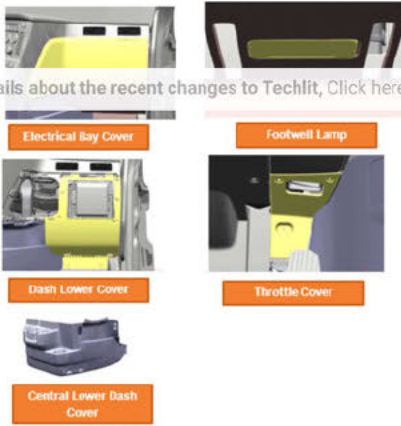 ails about the recent changes to Techlit, Click here
Electrical Bay Cover
Footwell Lamp
Dash Lower Cover
Throttle Cover
Central Lower Dash
Cover